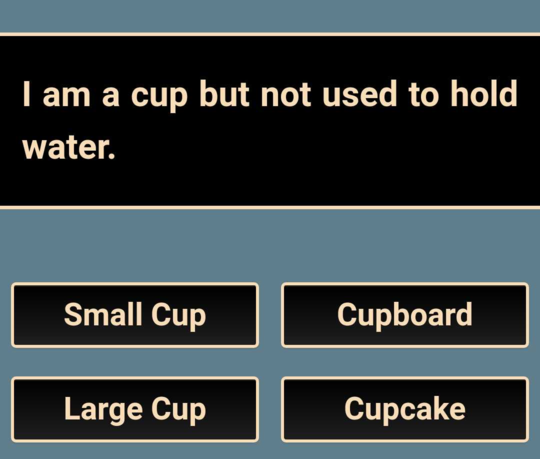 I am a cup but not used to hold
water.
Small Cup
Cupboard
Large Cup
Cupcake